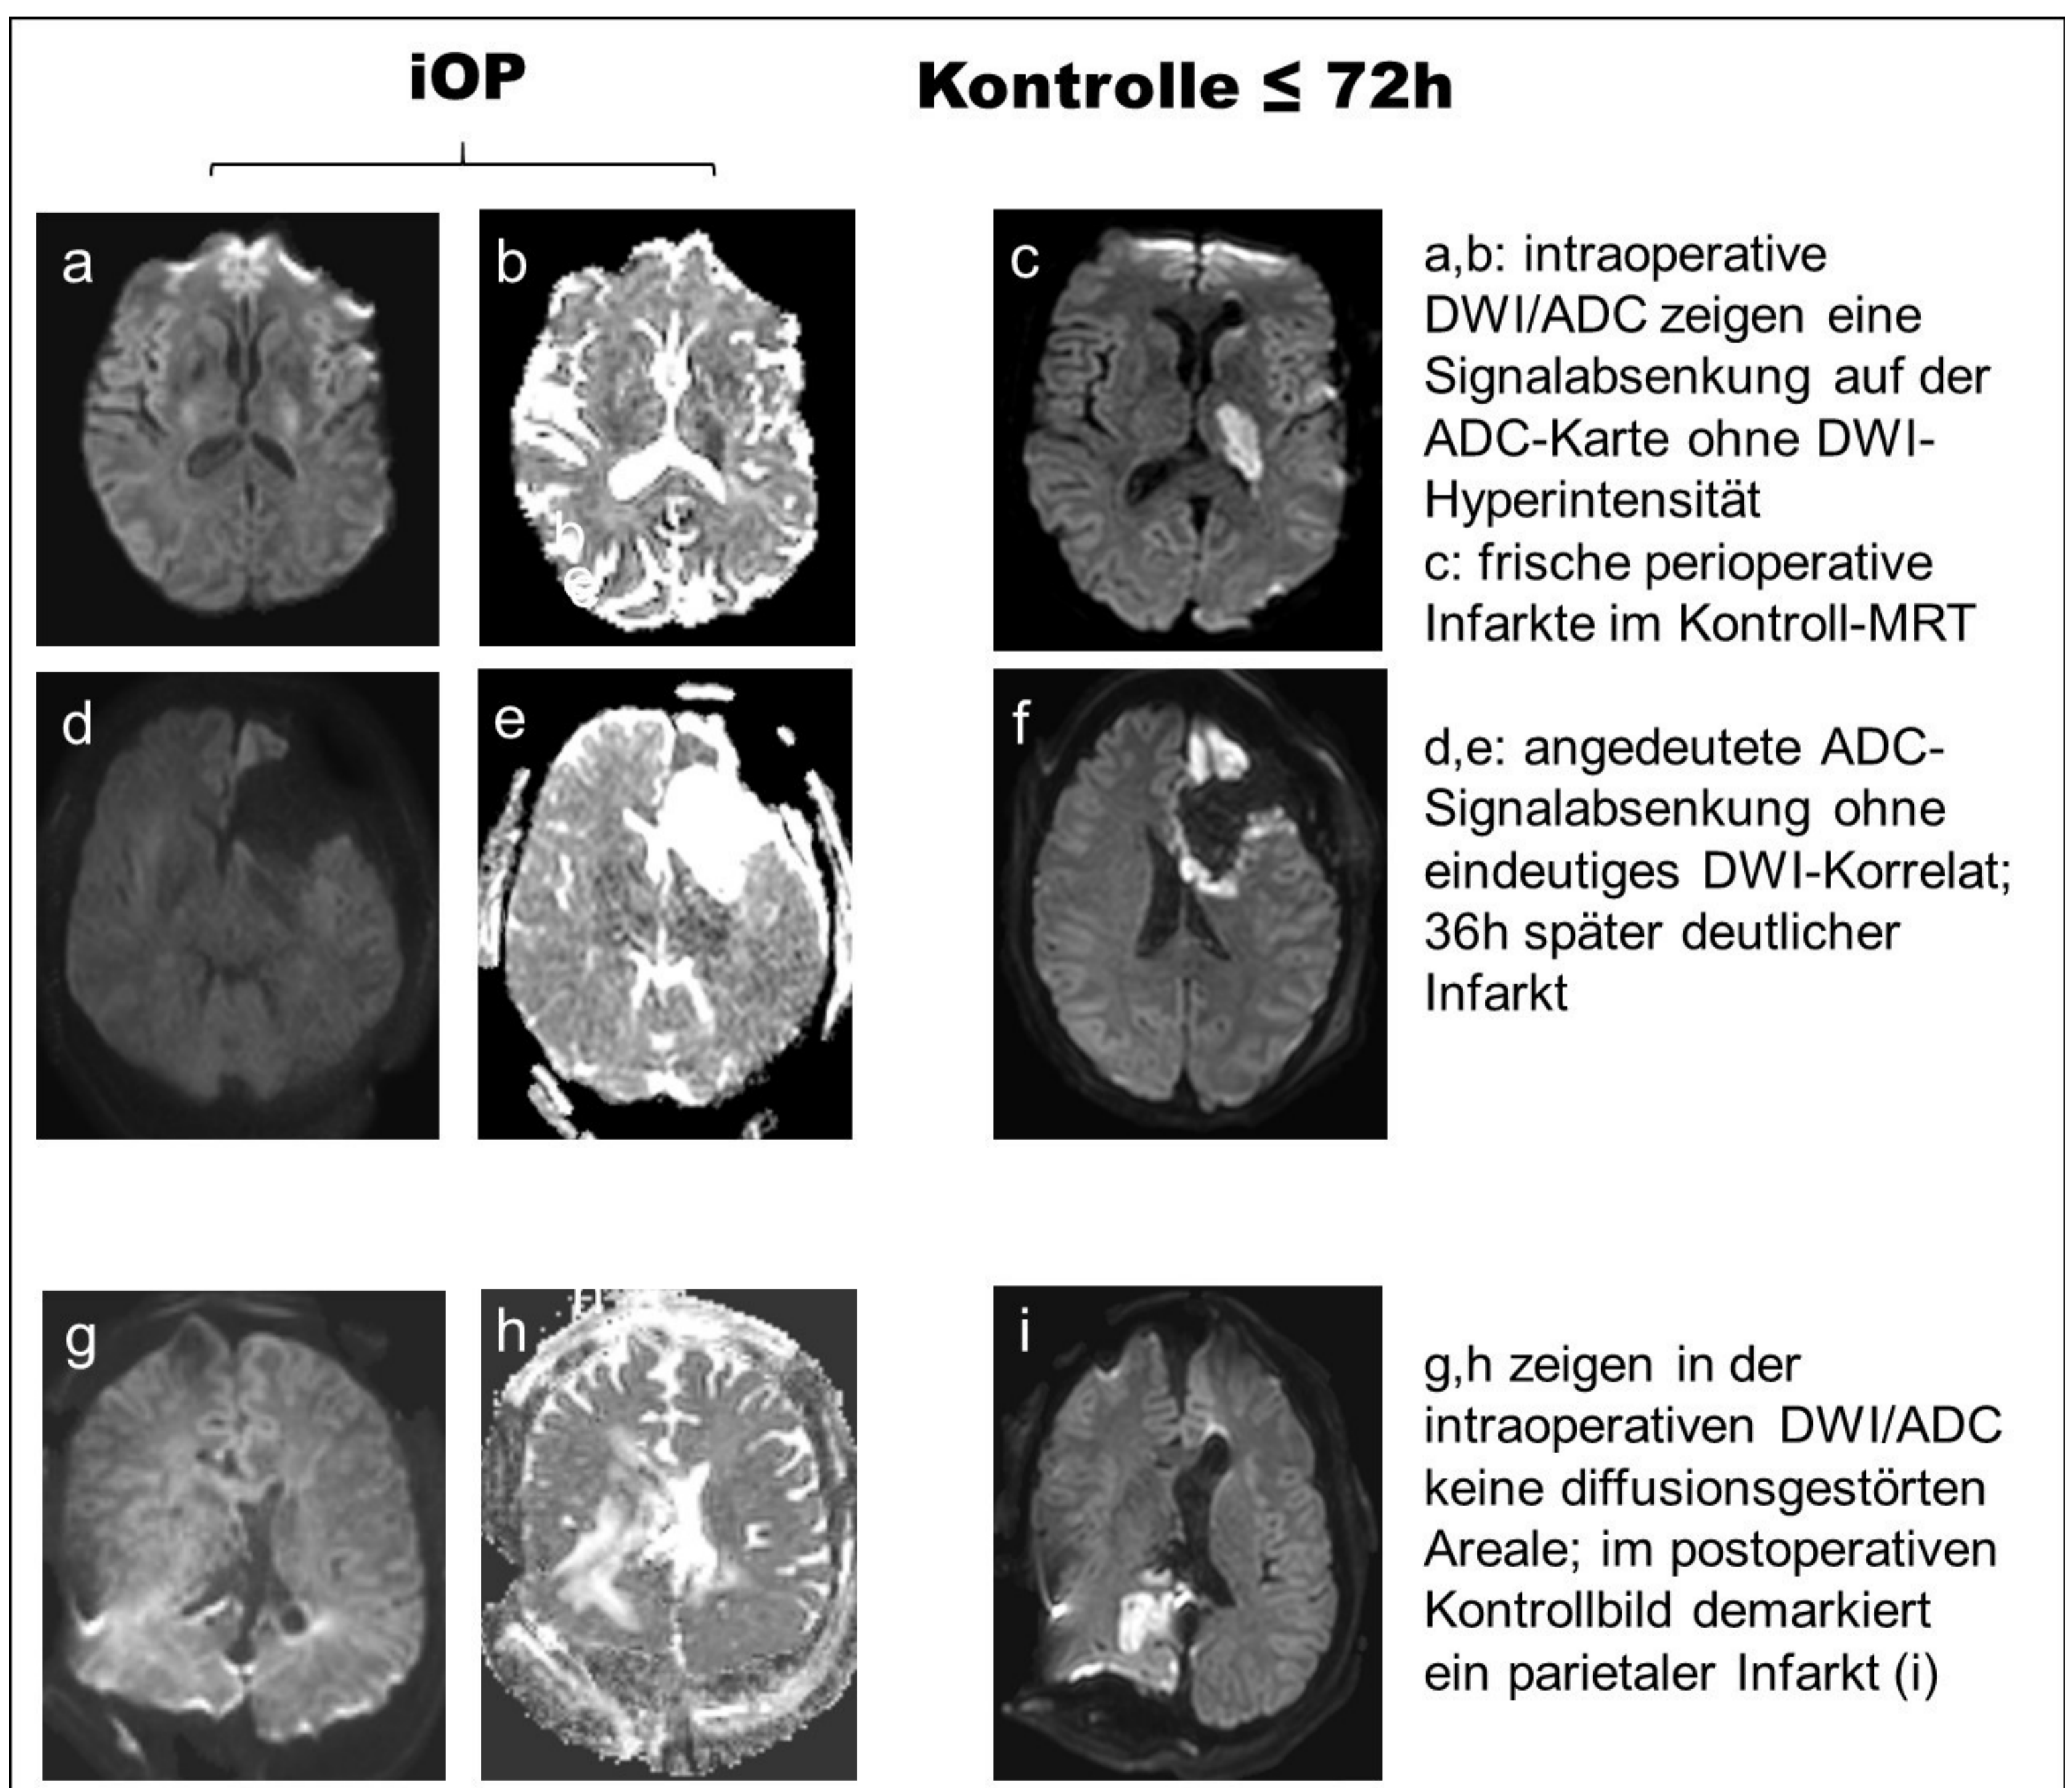 iOP
Kontrolle ≤ 72h
a
b
b
e
c
a,b: intraoperative
DWI/ADC zeigen eine
Signalabsenkung auf der
ADC-Karte ohne DWI-
Hyperintensität
c: frische perioperative
Infarkte im Kontroll-MRT
d
e
f
d,e: angedeutete ADC-
Signalabsenkung ohne
eindeutiges DWI-Korrelat;
36h später deutlicher
Infarkt
g
h
i
g,h zeigen in der
intraoperativen DWI/ADC
keine diffusionsgestörten
Areale; im postoperativen
Kontrollbild demarkiert
ein parietaler Infarkt (i)